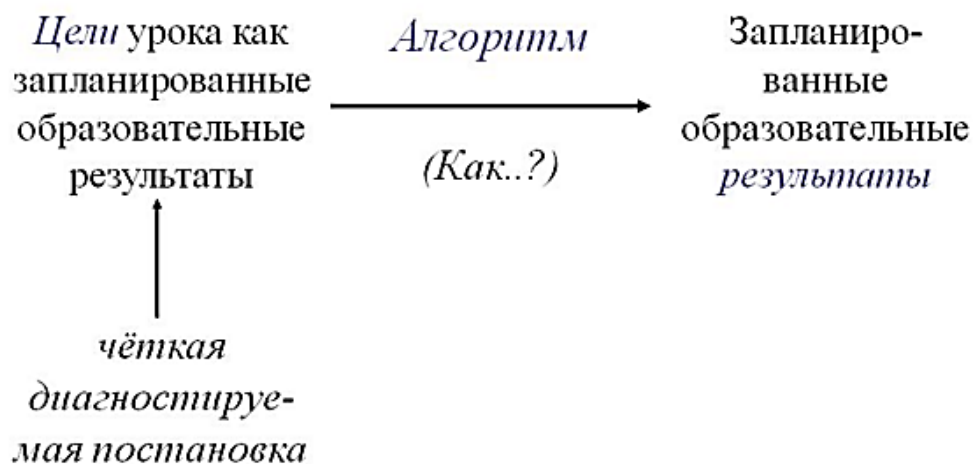 Цели урока как
запланированные
образовательные
результаты
Алгоритм
(Как..?)
Запланиро-
ванные
образовательные
результаты
чёткая
диагностируе-
мая постановка